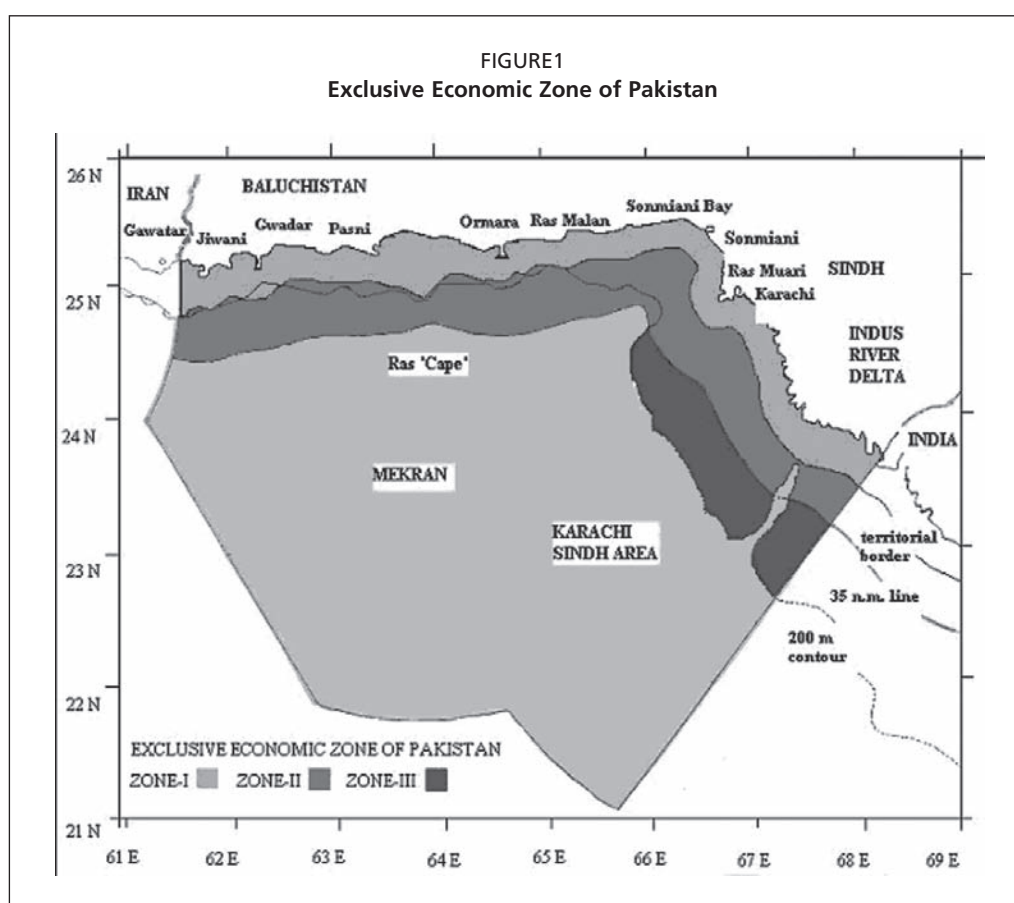 FIGURE1
Exclusive Economic Zone of Pakistan
26 N
25 N
24 N
23 N
22 N
21 N
IRAN
BALUCHISTAN
Gawatar
Jiwani
Gwadar
Pasni
Ormara
Ras Malan
Sonmiani Bay
Sonmiani
Ras Muari
SINDH
Karachi
INDUS
RIVER
DELTA
Ras 'Cape'
INDIA
MEKRAN
KARACHI
SINDH AREA
territorial
border
35 n.m. line
200 m
contour
EXCLUSIVE ECONOMIC ZONE OF PAKISTAN
ZONE-I ZONE-II ZONE-III
61 E 62 E 63 E 64 E 65 E 66 E 67 E 68 E 69 E